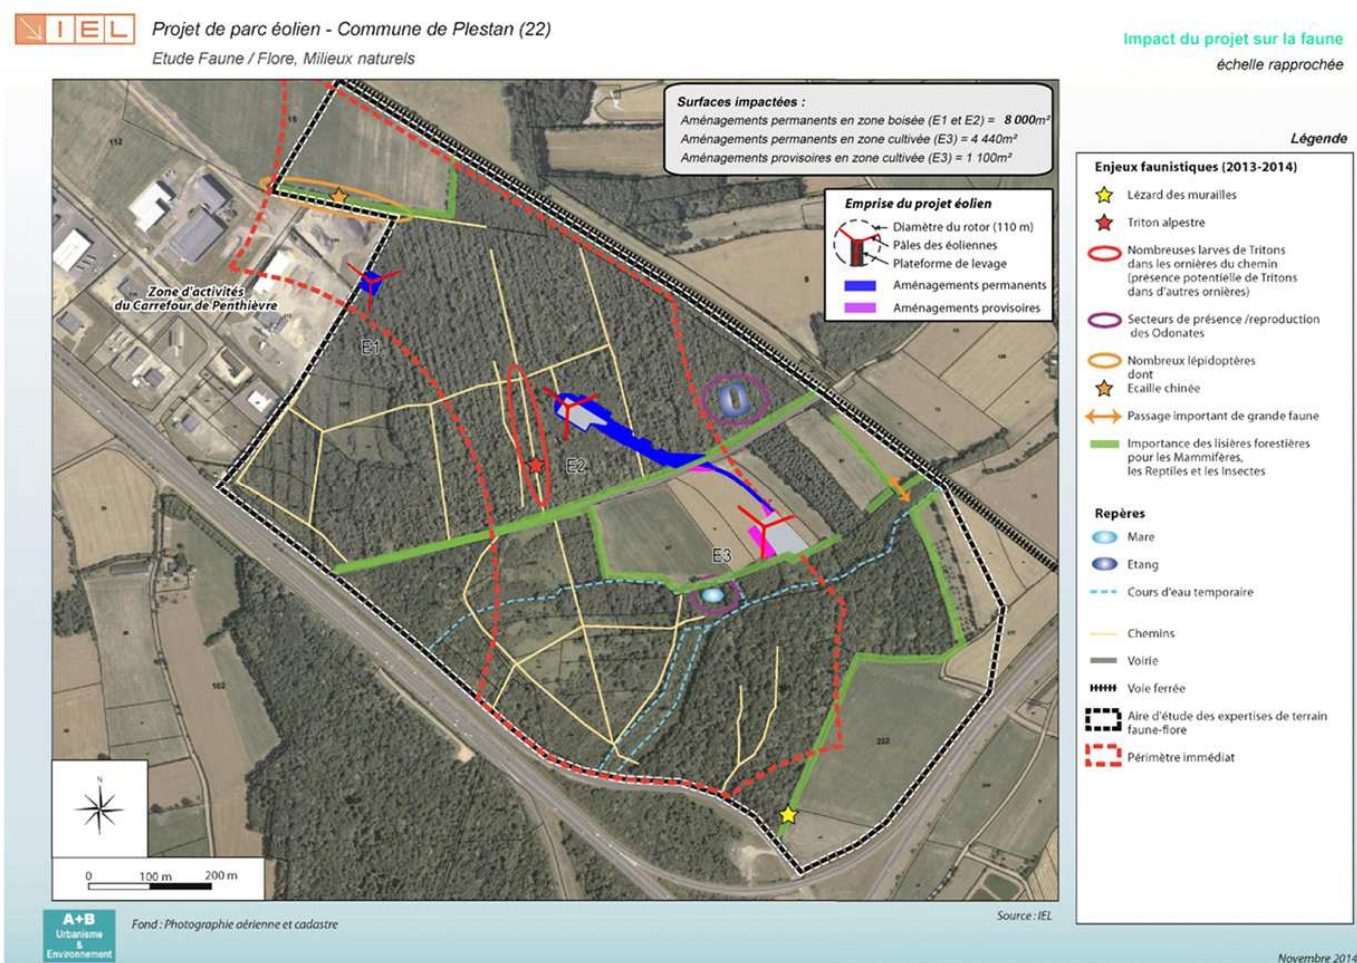 IEL
Projet de parc éolien - Commune de Plestan (22)
Etude Faune / Flore, Milieux naturels
Impact du projet sur la faune
échelle rapprochée
Surfaces impactées :
Aménagements permanents en zone boisée (E1 et E2) = 8 000m²
Aménagements permanents en zone cultivée (E3) = 4 440m²
Aménagements provisoires en zone cultivée (E3) = 1 100m²
Emprise du projet éolien
Diamètre du rotor (110 m)
Pâles des éoliennes
Plateforme de levage
Aménagements permanents
Aménagements provisoires
112
15
Zone d'activités
du Carrefour de Penthièvre
E1
E2
E3
102
222
N
0 100 m 200 m
Légende
Enjeux faunistiques (2013-2014)
Lézard des murailles
Triton alpestre
Nombreuses larves de Tritons
dans les ornières du chemin
(présence potentielle de Tritons
dans d'autres ornières)
Secteurs de présence /reproduction
des Odonates
Nombreux lépidoptères
dont
Ecaille chinée
Passage important de grande faune
Importance des lisières forestières
pour les Mammifères,
les Reptiles et les Insectes
Repères
Mare
Etang
Cours d'eau temporaire
Chemins
Voirie
Voie ferrée
Aire d'étude des expertises de terrain
faune-flore
Périmètre immédiat
A+B
Urbanisme
&
Environnement
Fond : Photographie aérienne et cadastre
Source : IEL
Novembre 2014